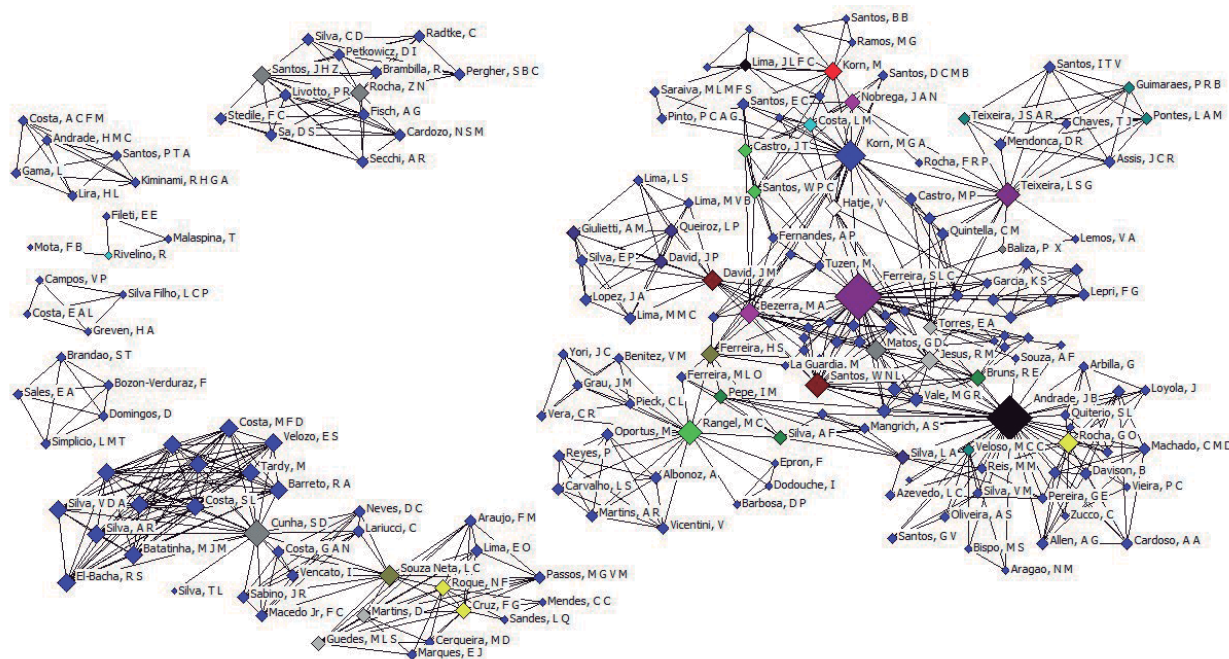 Silva, C D
Radtke, C
Petkowicz, D I
Santos, J H Z
Brambilla, R
Pergher, S B C
Livotto, P R
Rocha, Z N
Stedile, F C
Fisch, A G
Sa, D S
Cardozo, N S M
Secchi, A R
Costa, A C F M
Andrade, H M C
Santos, P T A
Gama, L
Kiminami, R H G A
Lira, H L
Fileti, E E
Mota, F B
Malaspina, T
Rivelino, R
Campos, V P
Silva Filho, L C P
Costa, E A L
Greven, H A
Brandao, S T
Sales, E A
Bozon-Verduraz, F
Domingos, D
Simplicio, L M T
Costa, M F D
Velozo, E S
Tardy, M
Barreto, R A
Silva, V D A
Costa, S L
Silva, A R
Cunha, S D
Batatinha, M J M
El-Bacha, R S
Silva, T L
Neves, D C
Lariucci, C
Costa, G A N
Vencato, I
Sabino, J R
Macedo Jr, F C
Araujo, F M
Lima, E O
Souza Neta, L C
Passos, M G V M
Roque, N F
Mendes, C C
Martins, D
Cruz, F G
Sandes, L Q
Guedes, M L S
Cerqueira, M D
Marques, E J
Santos, B B
Ramos, M G
Lima, J L F C
Korn, M
Santos, D C M B
Saraiva, M L M F S
Nobrega, J A N
Pinto, P C A G
Santos, E C
Costa, L M
Castro, J T
Korn, M G A
Rocha, F R P
Santos, I T V
Guimaraes, P R B
Teixeira, J S A R
Chaves, T J
Pontes, L A M
Mendonca, D R
Assis, J C R
Teixeira, L S G
Santos, W P C
Hatje, V
Castro, M P
Quintella, C M
Lemos, V A
Baliza, P X
Lima, L S
Lima, M V B
Giulietti, A M
Queiroz, L P
Silva, E P
David, J P
Lopez, J A
Lima, M M C
David, J M
Fernandes, A P
Tuzen, M
Ferreira, S L C
Garcia, K S
Lepri, F G
Bezerra, M A
Torres, E A
Matos, G D
Ferreira, H S
La Guardia, M
Jesus, R M
Souza, A F
Santos, W N L
Bruns, R E
Vale, M G R
Arbilla, G
Andrade, J B
Loyola, J
Quiterio, S L
Yori, J C
Benitez, V M
Grau, J M
Ferreira, M L O
Pieck, C L
Pepe, I M
Vera, C R
Oportus, M
Rangel, M C
Silva, A F
Mangrich, A S
Reyes, P
Albonoz, A
Epron, F
Carvalho, L S
Dodouche, I
Martins, A R
Barbosa, D P
Vicentini, V
Silva, L A
Veloso, M C C
Rocha, G O
Machado, C M D
Reis, M M
Davison, B
Azevedo, L C
Silva, V M
Pereira, G E
Vieira, P C
Oliveira, A S
Zucco, C
Santos, G V
Bispo, M S
Allen, A G
Cardoso, A A
Aragao, N M